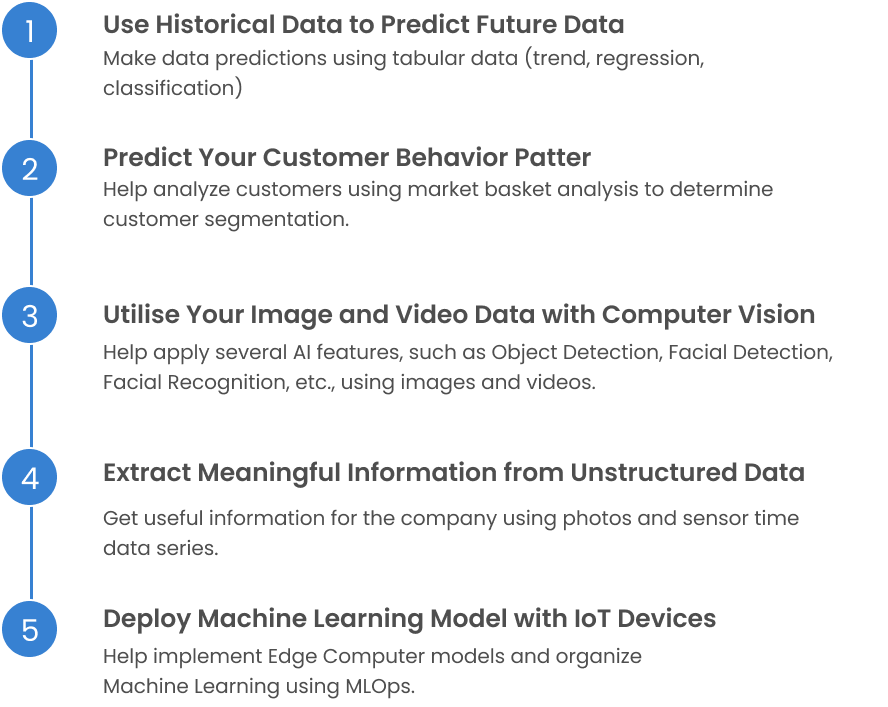 1
Use Historical Data to Predict Future Data
Make data predictions using tabular data (trend, regression,
classification)
2
Predict Your Customer Behavior Patter
Help analyze customers using market basket analysis to determine
customer segmentation.
3
Utilise Your Image and Video Data with Computer Vision
Help apply several AI features, such as Object Detection, Facial Detection,
Facial Recognition, etc., using images and videos.
4
Extract Meaningful Information from Unstructured Data
Get useful information for the company using photos and sensor time
data series.
5
Deploy Machine Learning Model with IoT Devices
Help implement Edge Computer models and organize
Machine Learning using MLOps.